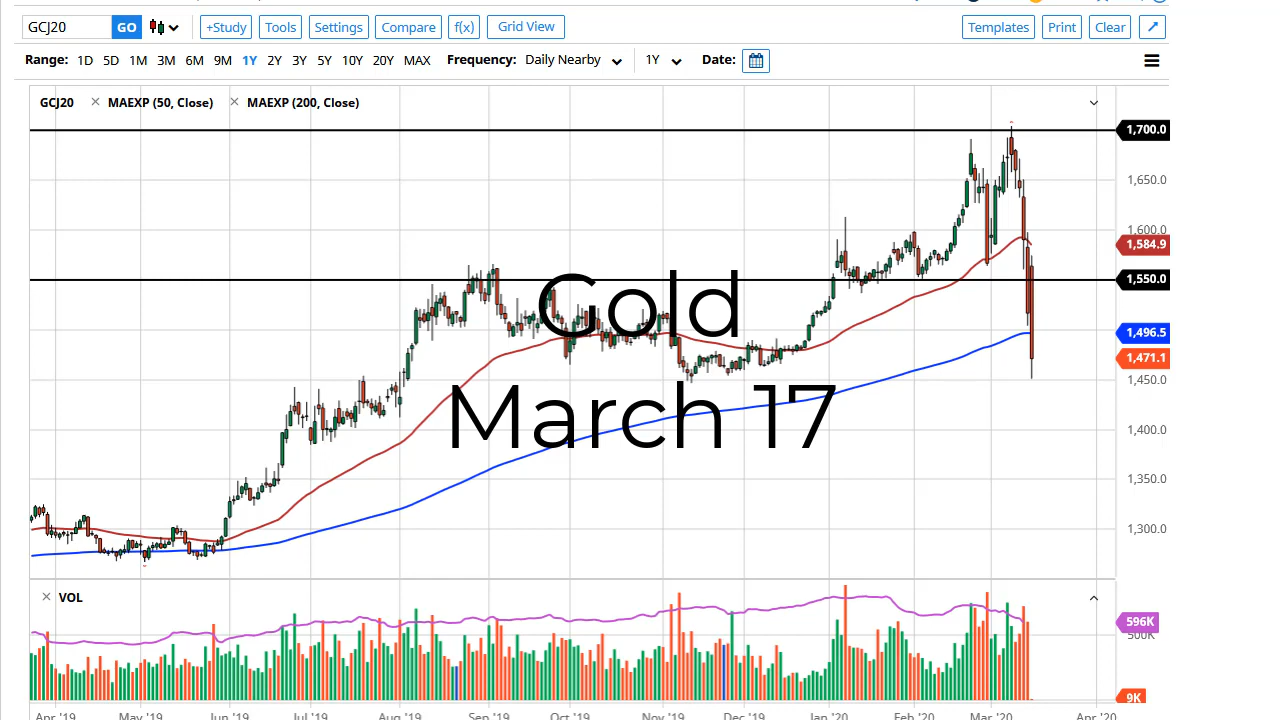 GCJ20 GO +Study Tools Settings Compare f(x) Grid View Templates Print Clear
Range: 1D 5D 1M 3M 6M 9M 1Y 2Y 3Y 5Y 10Y 20Y MAX Frequency: Daily Nearby 1Y Date:
GCJ20 × MAEXP (50, Close) × MAEXP (200, Close)
1,700.0
1,650.0
1,600.0
1,584.9
1,550.0
1,496.5
1,471.1
1,450.0
1,400.0
1,350.0
1,300.0
Gold
March 17
× VOL
596K
500K
9K
Apr '19 May '19 Jun '19 Jul '19 Aug '19 Sep '19 Oct '19 Nov '19 Dec '19 Jan '20 Feb '20 Mar '20 Apr '20